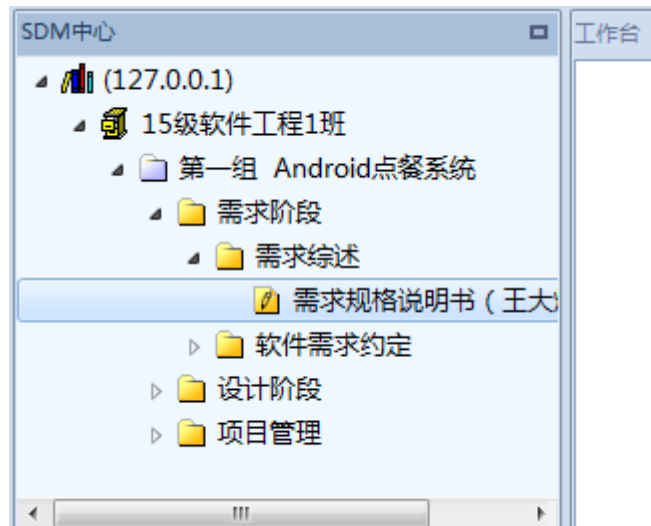 SDM中心
工作台
(127.0.0.1)
15级软件工程1班
第一组 Android点餐系统
需求阶段
需求综述
需求规格说明书（王大
软件需求约定
设计阶段
项目管理